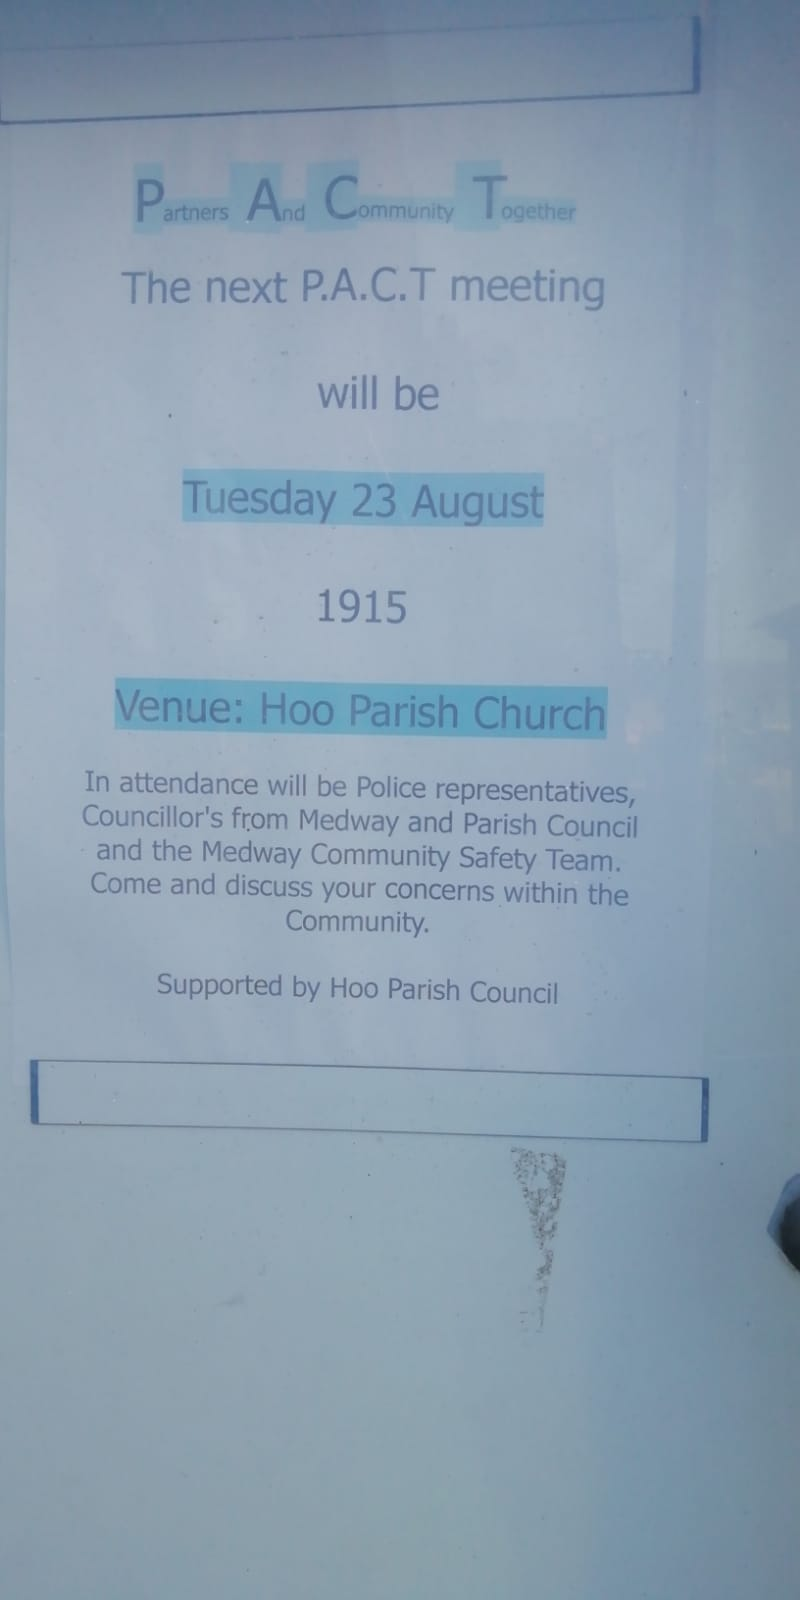 Partners And Community Together
The next P.A.C.T meeting
will be
Tuesday 23 August
1915
Venue: Hoo Parish Church
In attendance will be Police representatives,
Councillor's from Medway and Parish Council
and the Medway Community Safety Team.
Come and discuss your concerns within the
Community.
Supported by Hoo Parish Council